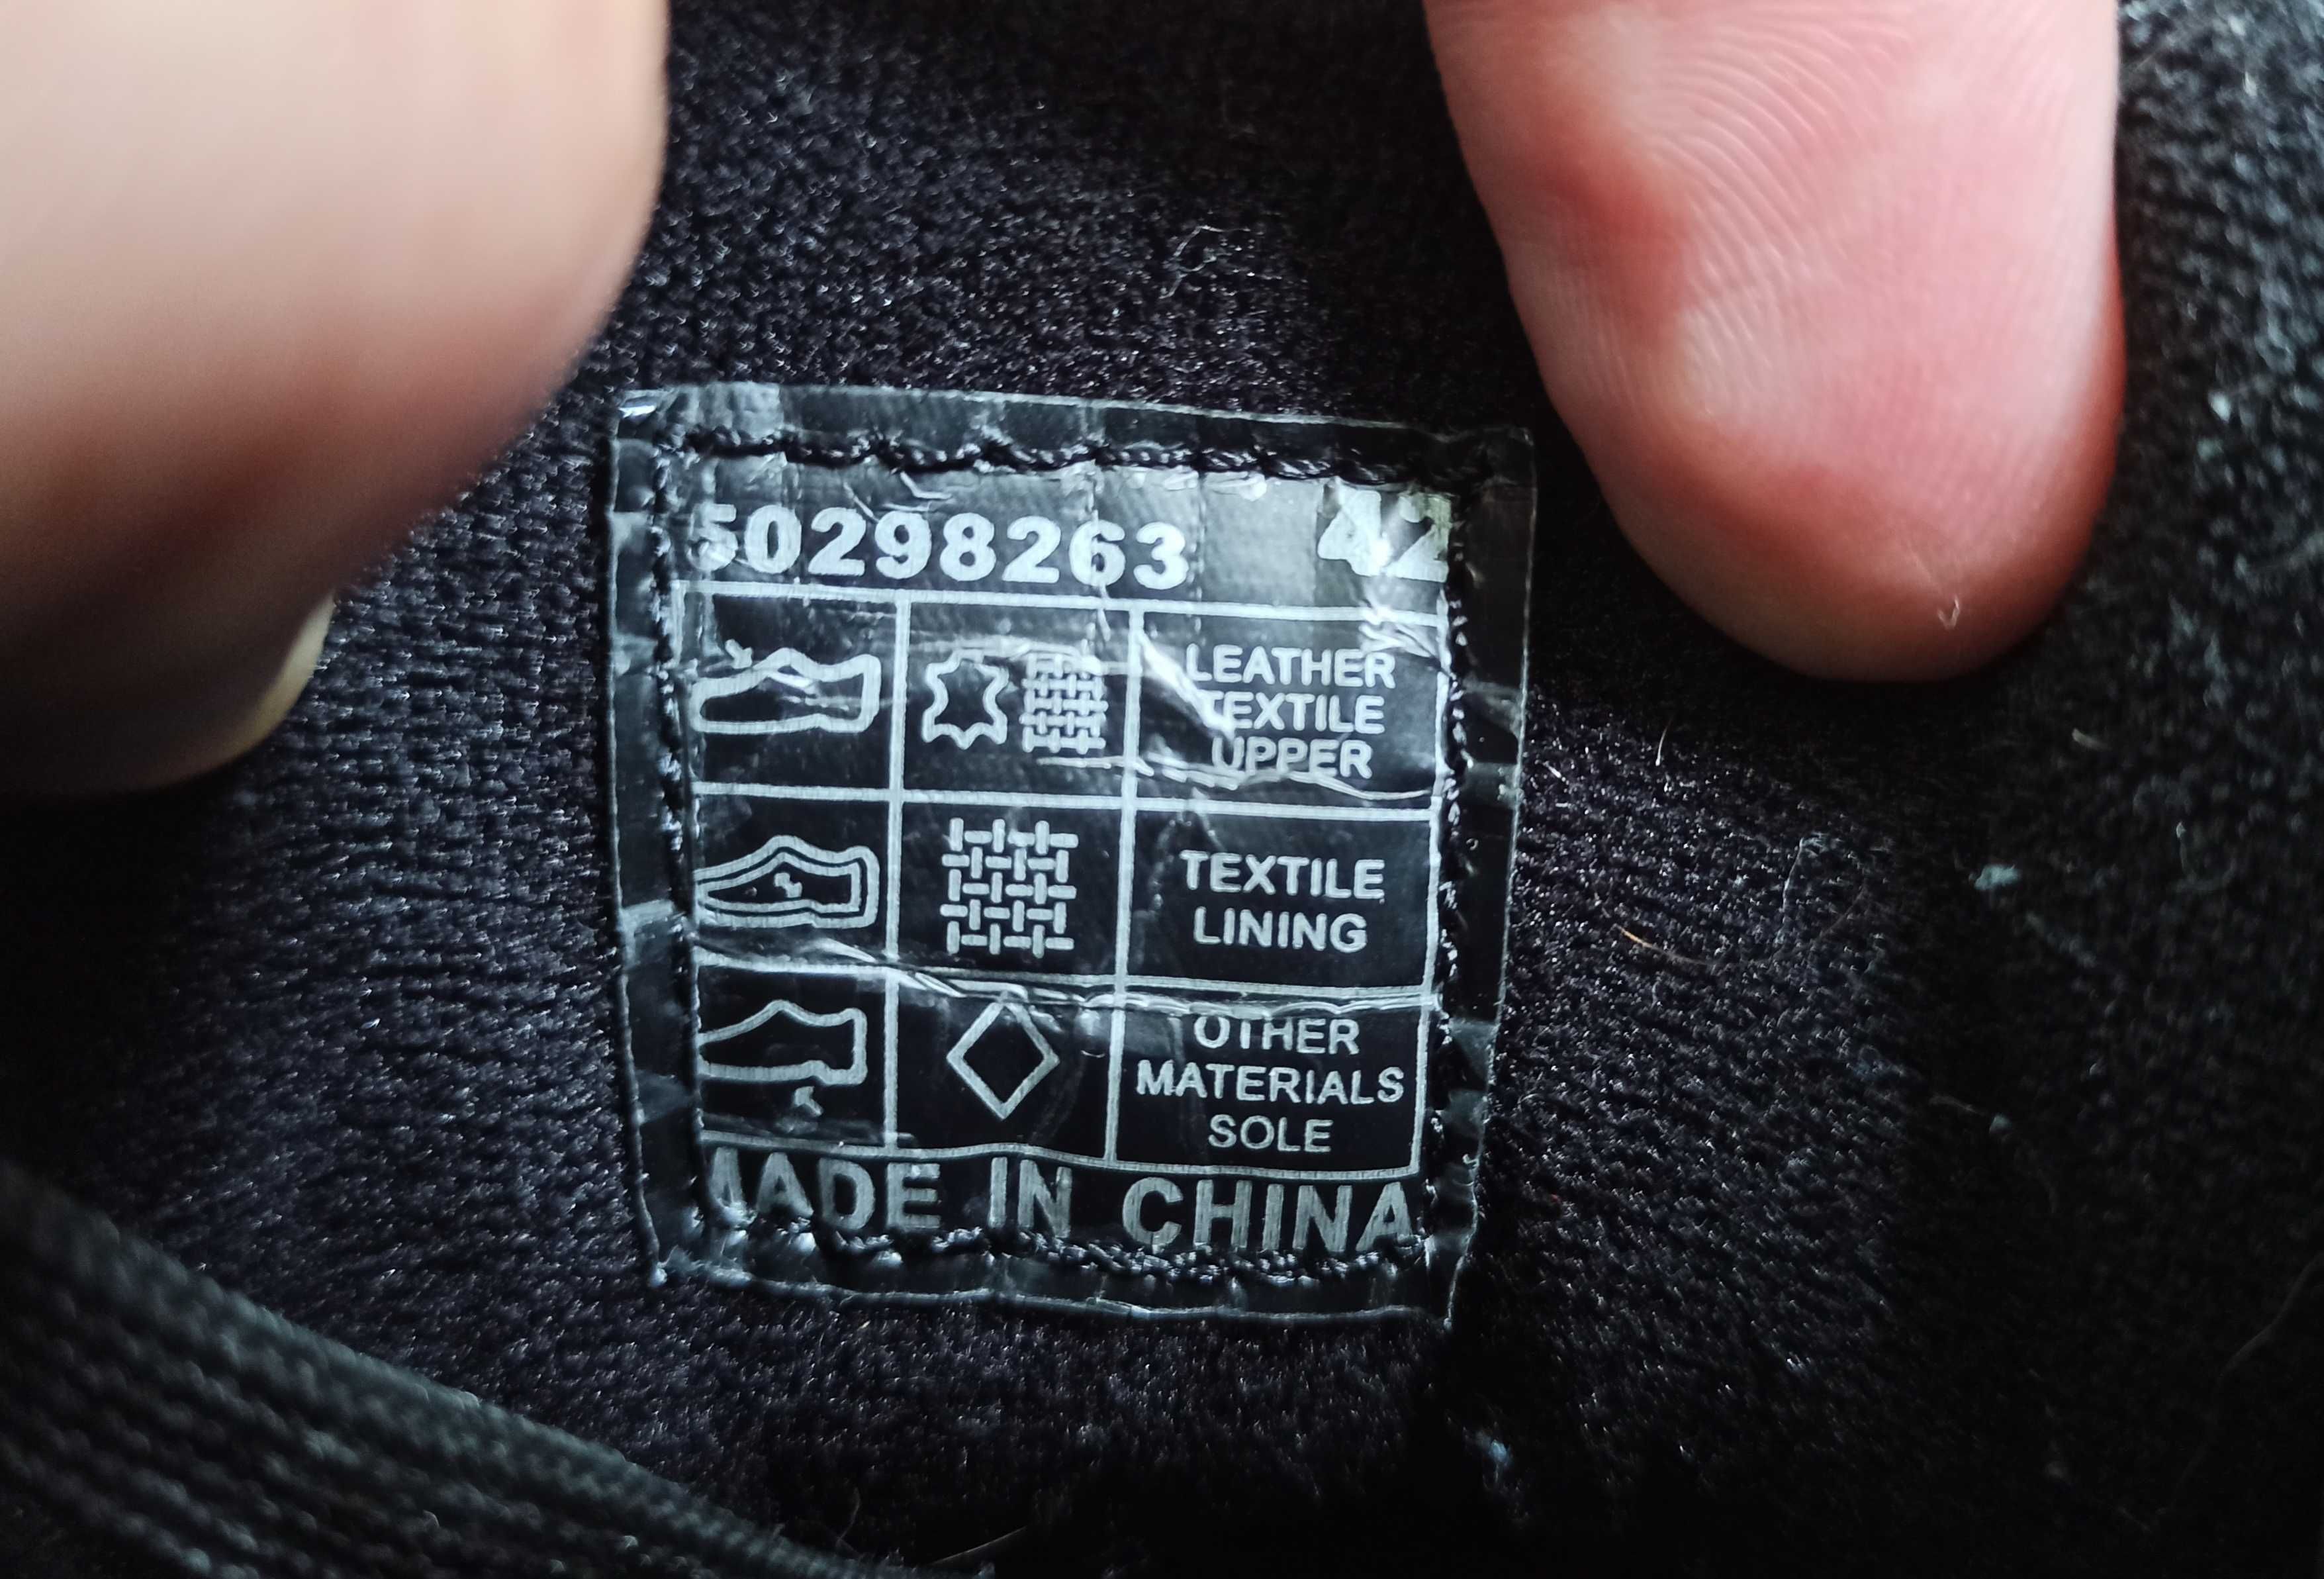 50298263 42
LEATHER
TEXTILE
UPPER
TEXTILE
LINING
OTHER
MATERIALS
SOLE
MADE IN CHINA